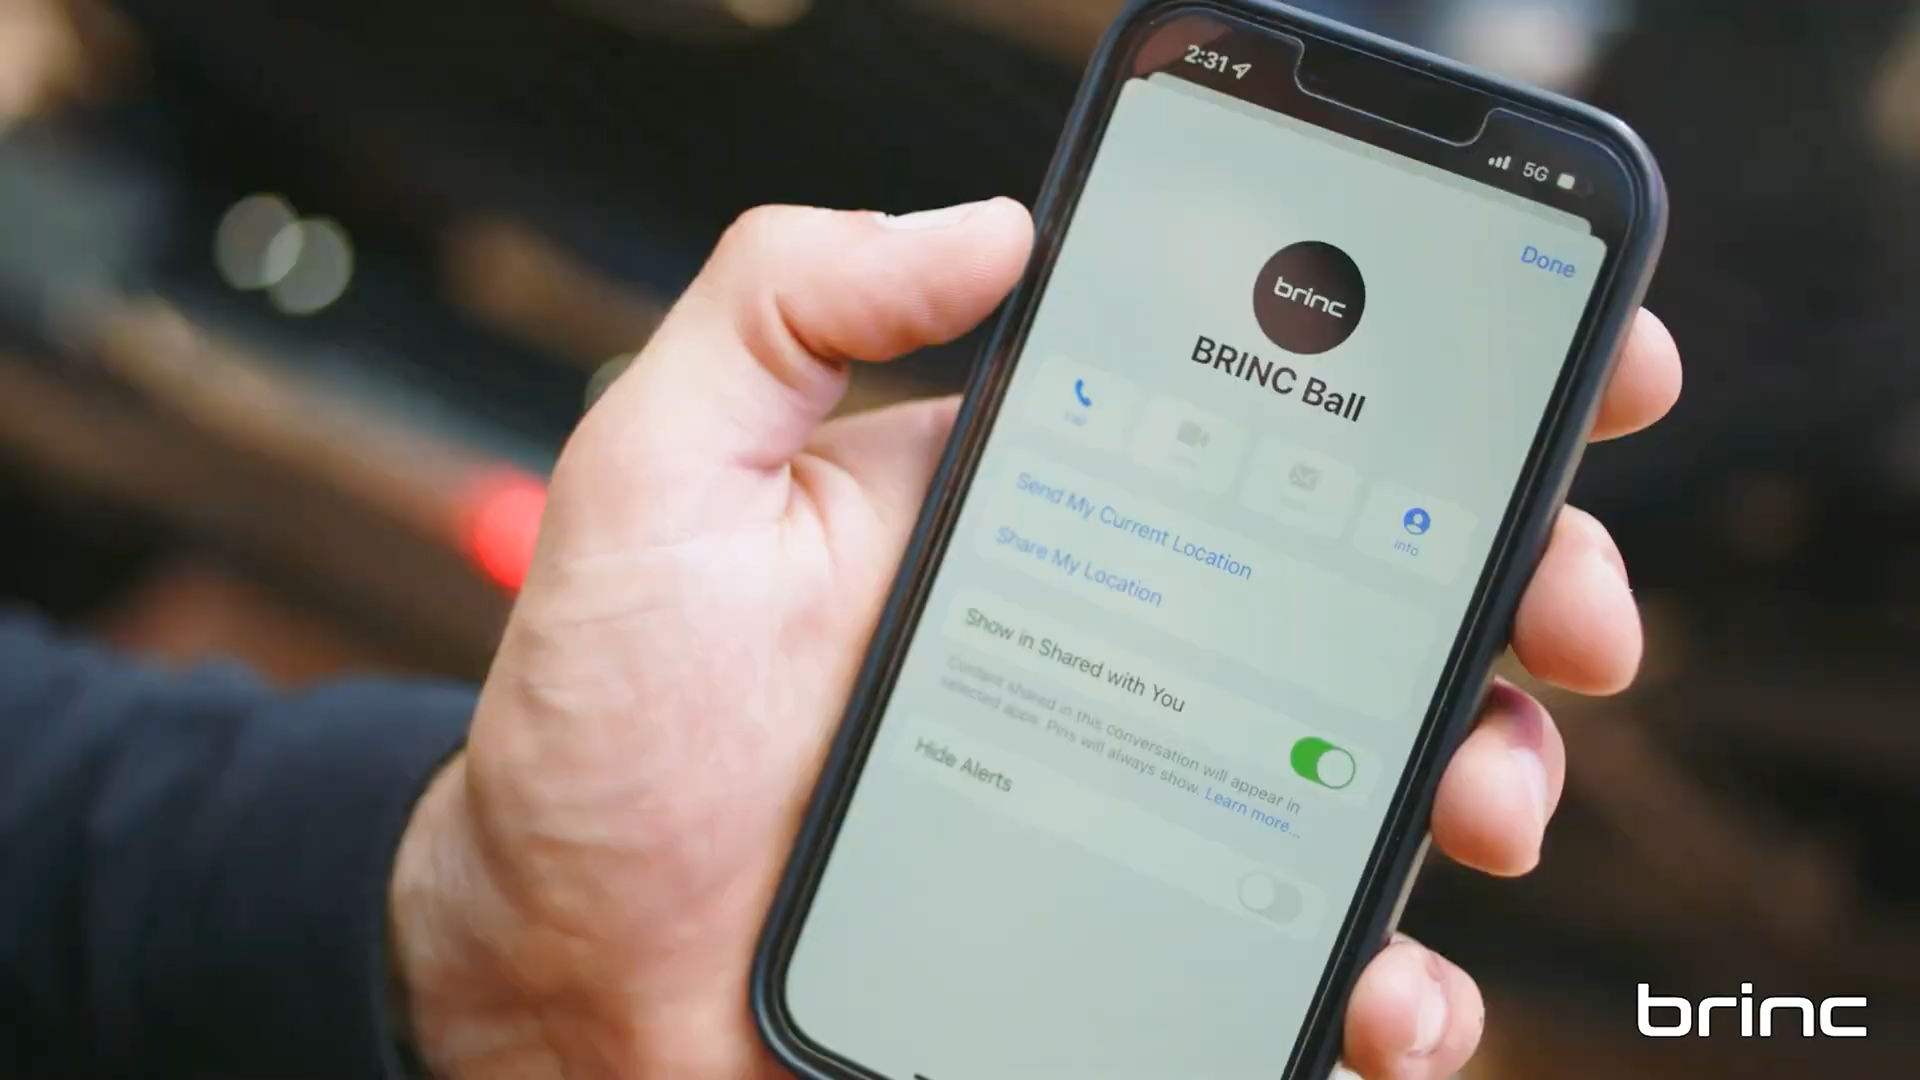 2:31
5G
Done
brinc
BRINC Ball
call
info
Send My Current Location
Share My Location
Show in Shared with You
Content shared in this conversation will appear in
selected apps. Pins will always show. Learn more...
Hide Alerts
brinc